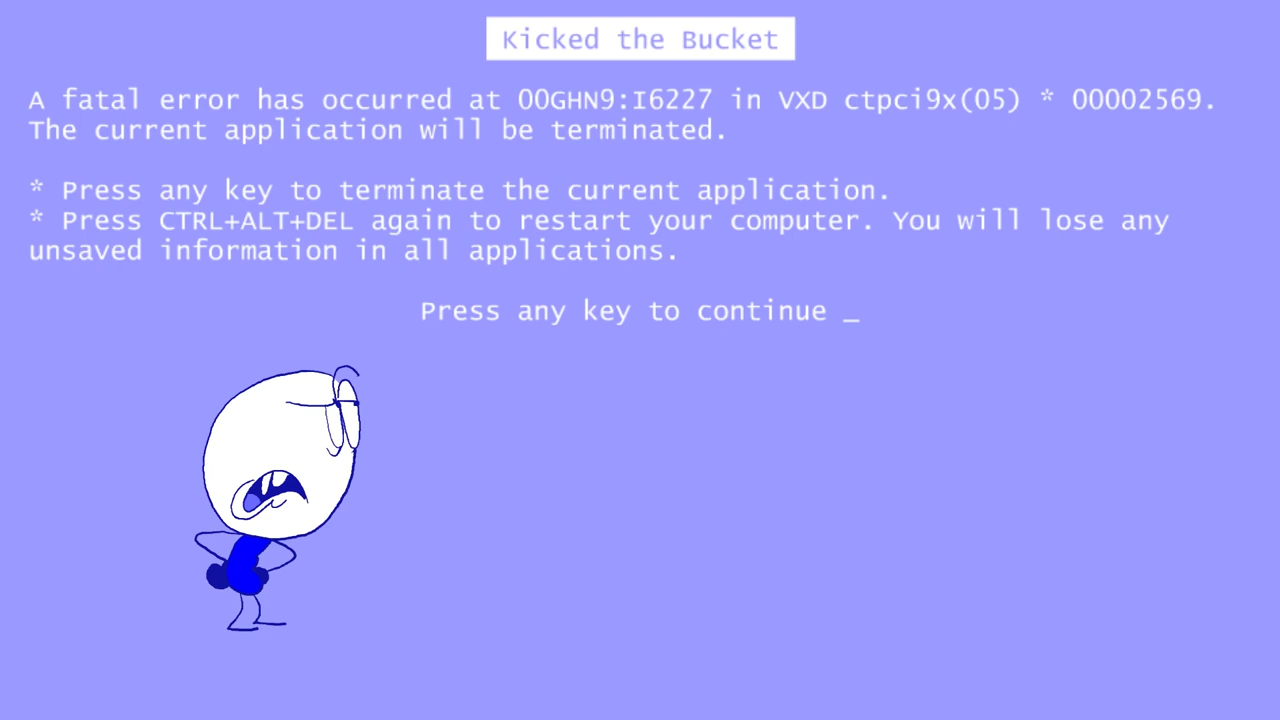 Kicked the Bucket
A fatal error has occurred at 00GHN9:I6227 in VXD ctpci9x(05) * 00002569.
The current application will be terminated.
* Press any key to terminate the current application.
* Press CTRL+ALT+DEL again to restart your computer. You will lose any
unsaved information in all applications.
Press any key to continue _